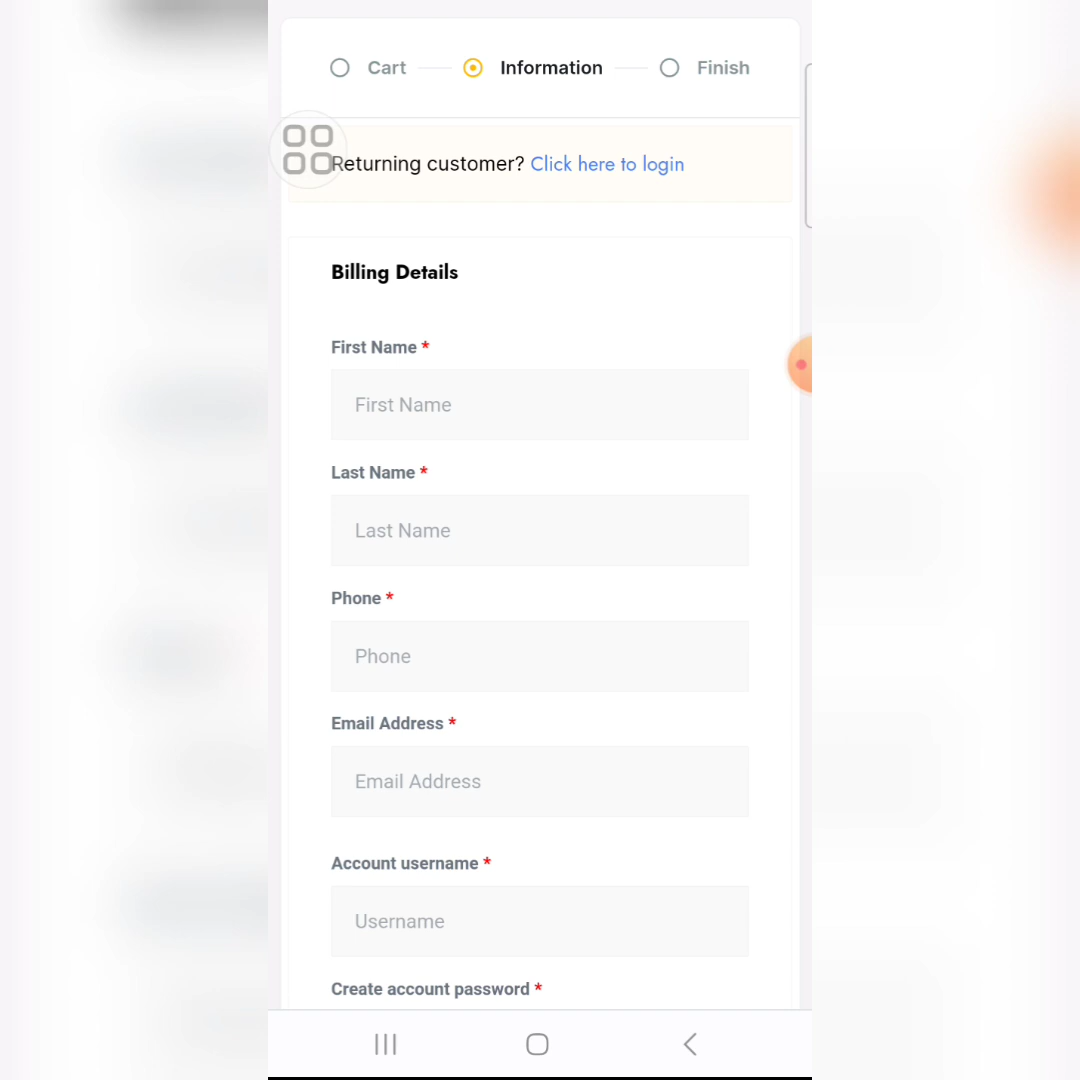 Cart Information Finish
Returning customer? Click here to login
Billing Details
First Name *
First Name
Last Name *
Last Name
Phone *
Phone
Email Address *
Email Address
Account username *
Username
Create account password *